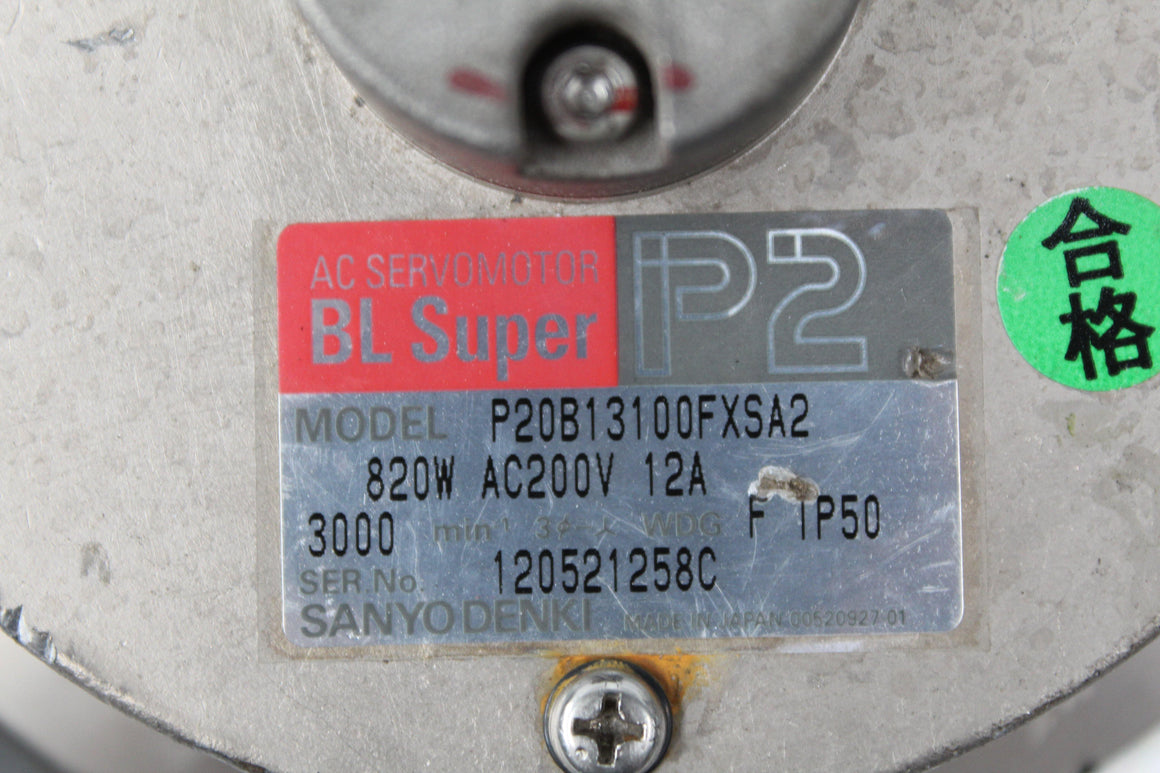 AC SERVOMOTOR
BL Super
P2
合格
MODEL P20B13100FXSA2
820W AC200V 12A
3000 min⁻¹ 3ϕ-人 WDG F IP50
SER.No. 120521258C
SANYO DENKI MADE IN JAPAN 00520927-01